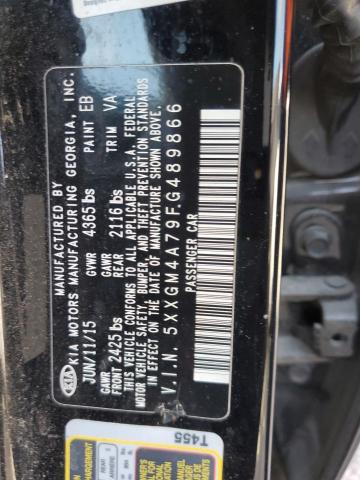 MANUFACTURED BY
KIA KIA MOTORS MANUFACTURING GEORGIA, INC.
JUN/11/15 GVWR 4365 lbs PAINT EB
GAWR FRONT 2425 lbs GAWR REAR 2116 lbs TRIM VA
THIS VEHICLE CONFORMS TO ALL APPLICABLE U.S.A. FEDERAL
MOTOR VEHICLE SAFETY, BUMPER, AND THEFT PREVENTION STANDARDS
IN EFFECT ON THE DATE OF MANUFACTURE SHOWN ABOVE.
V.I.N. 5XXGM4A79FG489866
PASSENGER CAR
T455